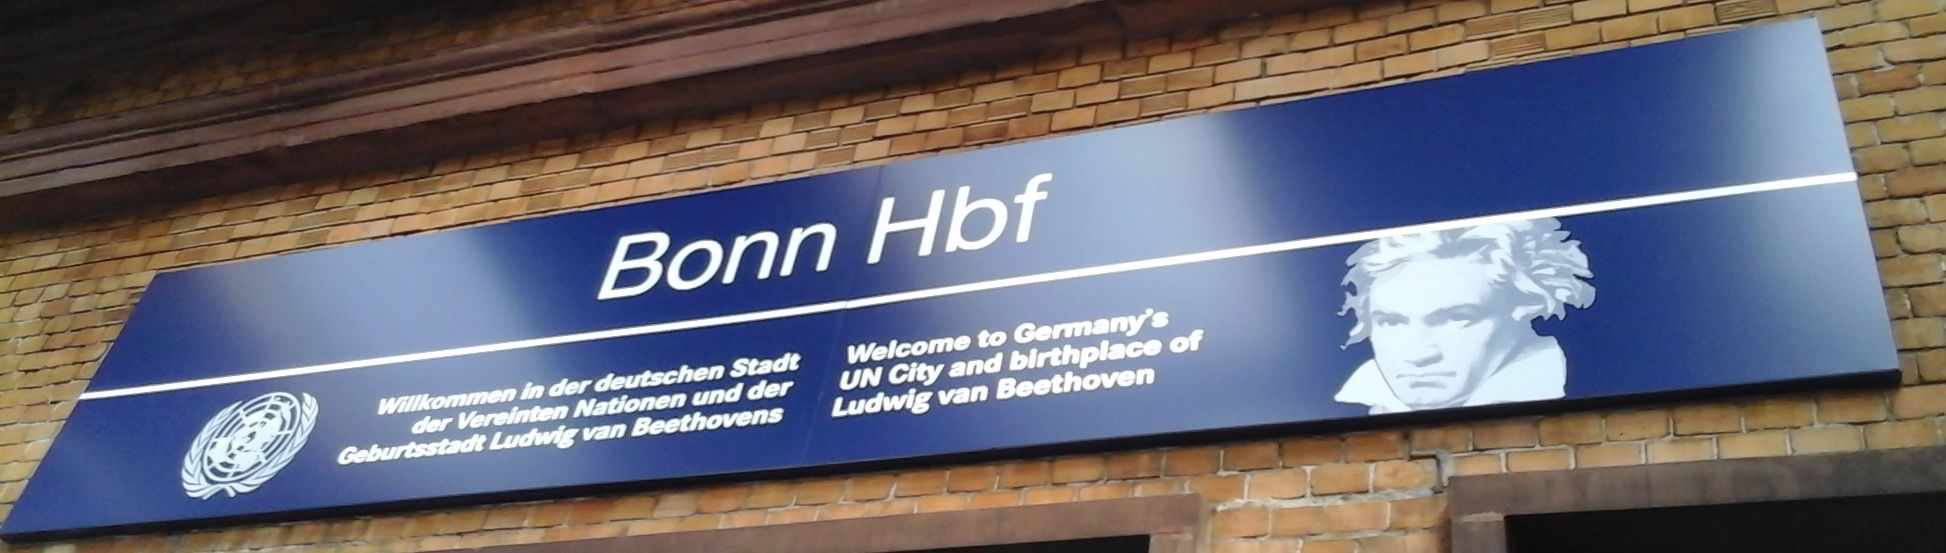 Bonn Hbf
Willkommen in der deutschen Stadt
der Vereinten Nationen und der
Geburtsstadt Ludwig van Beethovens
Welcome to Germany's
UN City and birthplace of
Ludwig van Beethoven